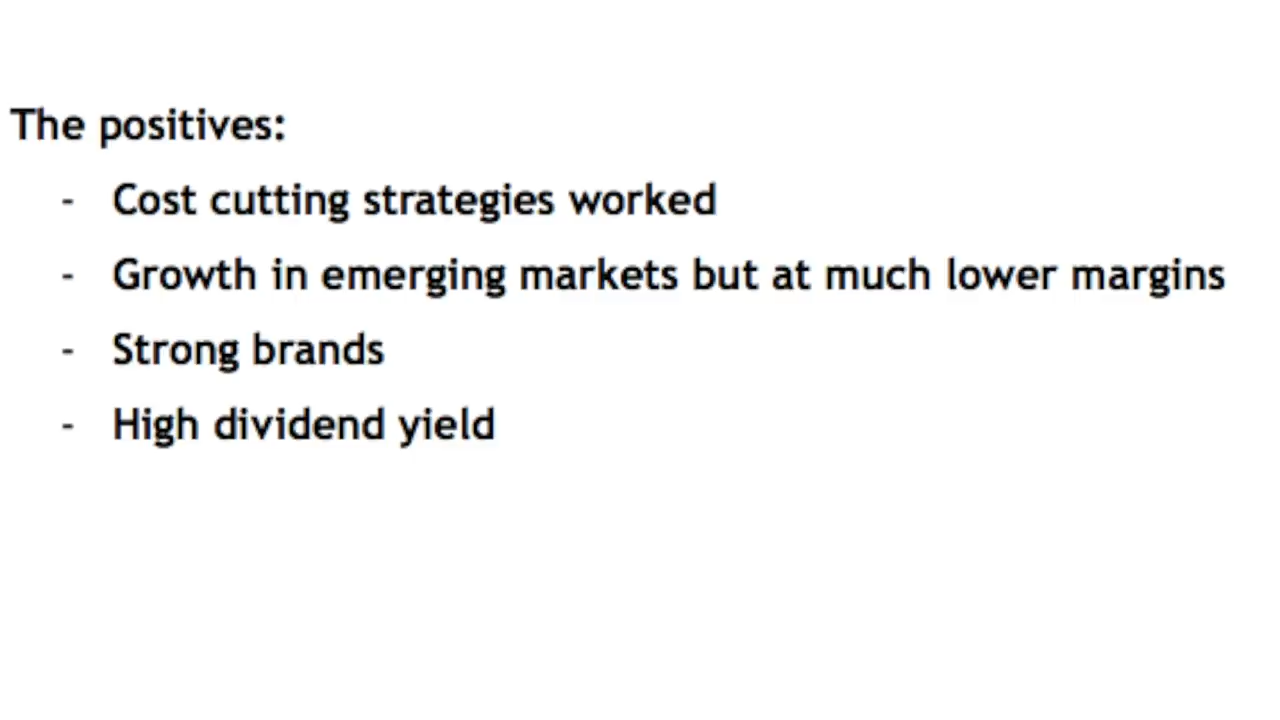 The positives:
- Cost cutting strategies worked
- Growth in emerging markets but at much lower margins
- Strong brands
- High dividend yield